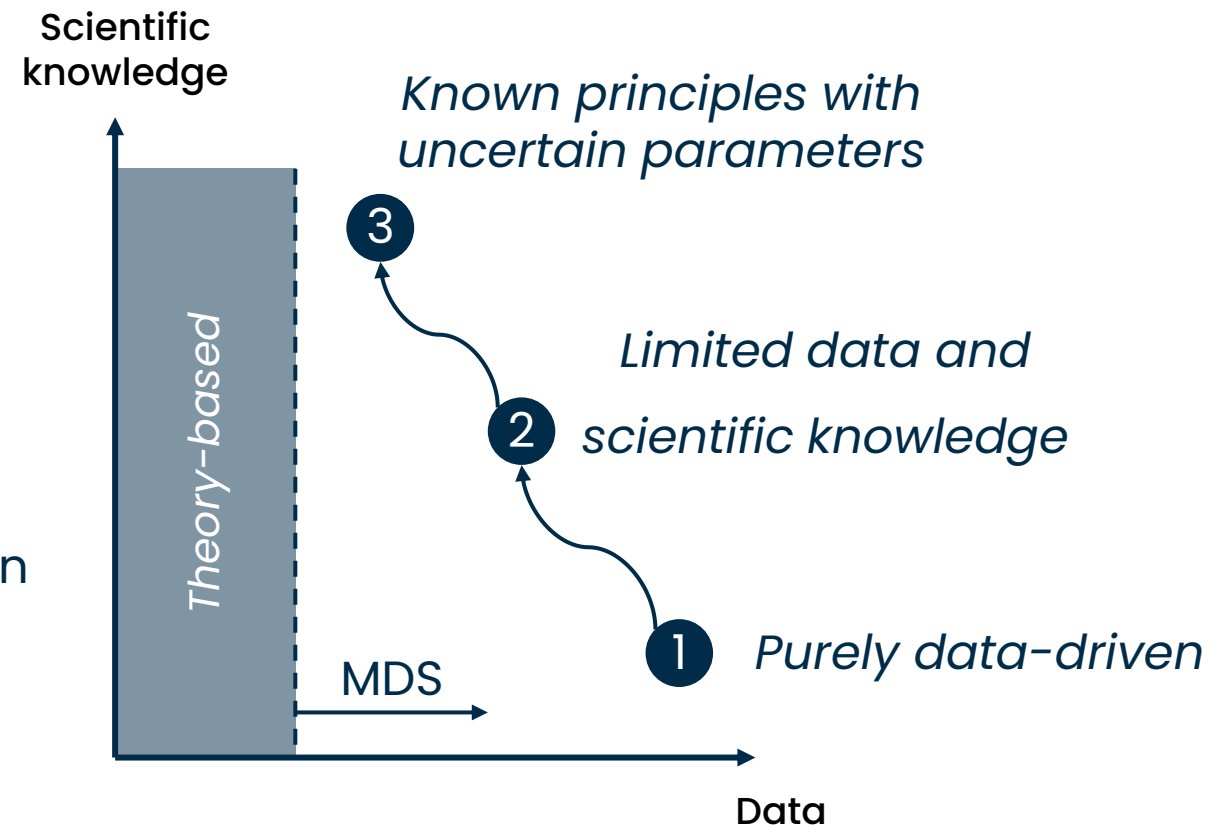 Scientific
knowledge
Known principles with
uncertain parameters
3
Limited data and
2 scientific knowledge
Theory-based
n
1 Purely data-driven
MDS
Data